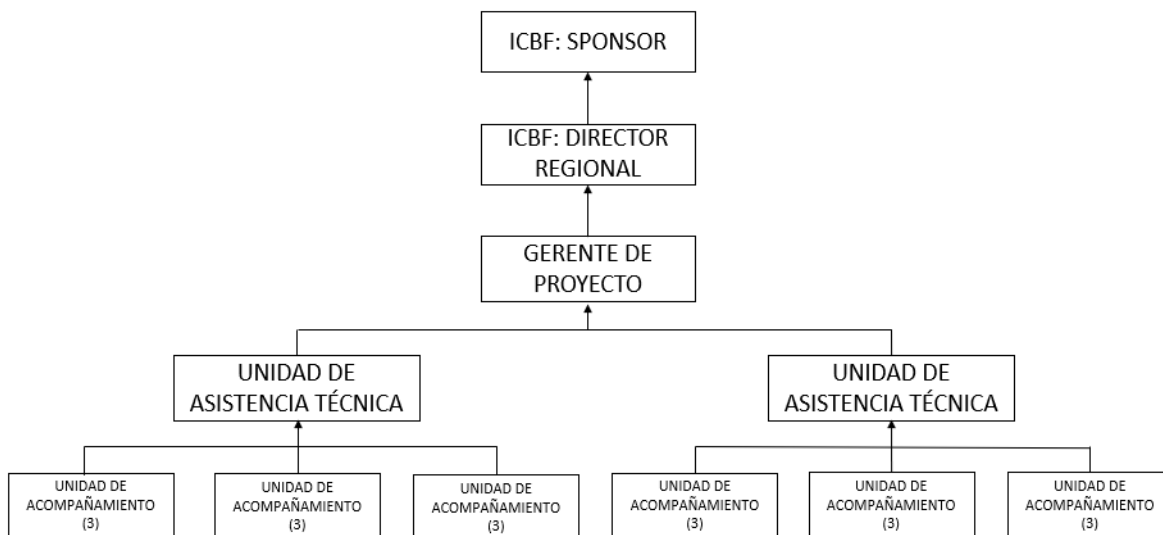 ICBF: SPONSOR
ICBF: DIRECTOR
REGIONAL
GERENTE DE
PROYECTO
UNIDAD DE
ASISTENCIA TÉCNICA
UNIDAD DE
ASISTENCIA TÉCNICA
UNIDAD DE
ACOMPAÑAMIENTO
(3)
UNIDAD DE
ACOMPAÑAMIENTO
(3)
UNIDAD DE
ACOMPAÑAMIENTO
(3)
UNIDAD DE
ACOMPAÑAMIENTO
(3)
UNIDAD DE
ACOMPAÑAMIENTO
(3)
UNIDAD DE
ACOMPAÑAMIENTO
(3)